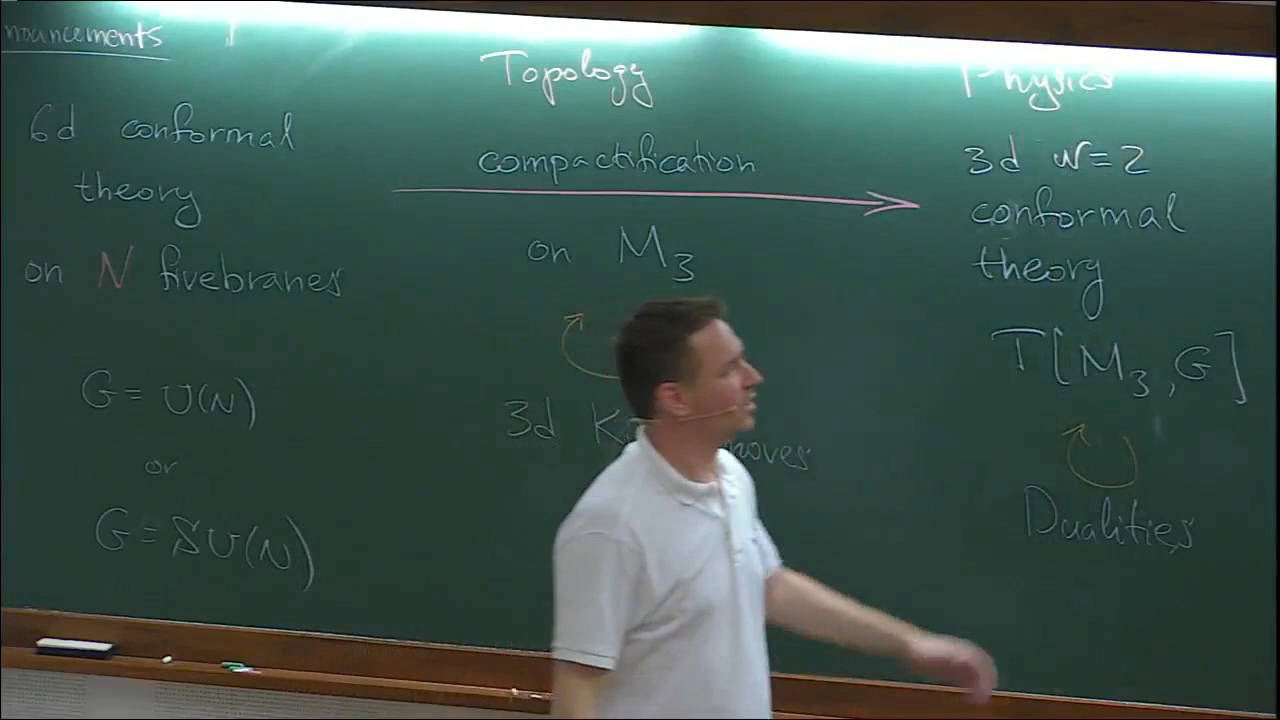 nouncements
Topology
Physics
6d conformal
theory
on N fivebranes
compactification
on M₃
3d N=2
conformal
theory
T[M₃,G]
G=U(N)
or
G=SU(N)
3d moves
Dualities